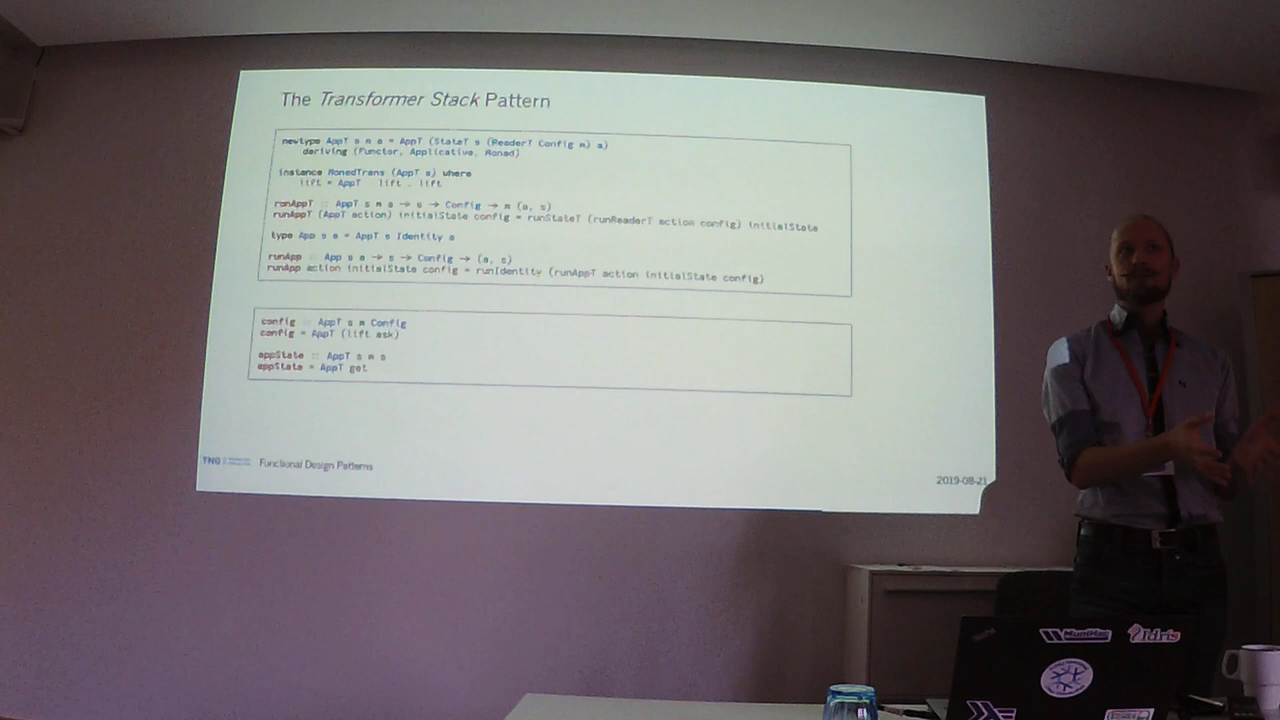 The Transformer Stack Pattern
newtype AppT s m a = AppT (StateT s (ReaderT Config m) a)
deriving (Functor, Applicative, Monad)
instance MonadTrans (AppT s) where
lift = AppT . lift . lift
runAppT :: AppT s m a → s → Config → m (a, s)
runAppT (AppT action) initialState config = runStateT (runReaderT action config) initialState
type App s a = AppT s Identity a
runApp :: App s a → s → Config → (a, s)
runApp action initialState config = runIdentity (runAppT action initialState config)
config :: AppT s m Config
config = AppT (lift ask)
appState :: AppT s m s
appState = AppT get
TNG
Functional Design Patterns
2019-08-21
MuniHac
Idris